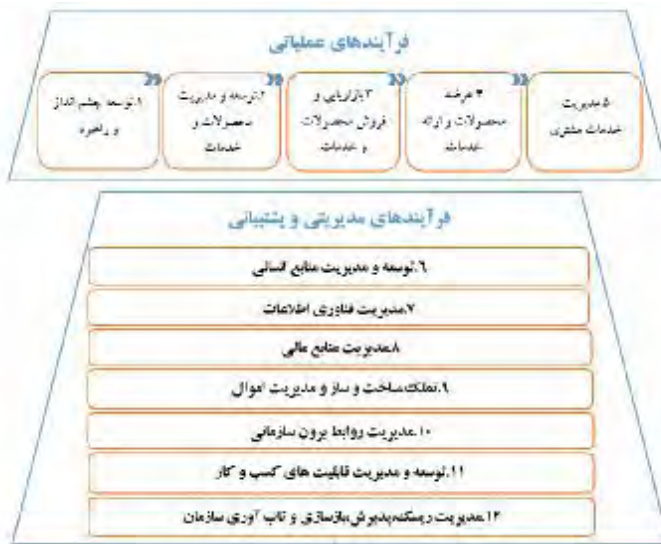 فرآیندهای عملیاتی
۱.توسعه چشم انداز
و راهبرد
۲.توسعه و مدیریت
محصولات و
خدمات
۳.بازاریابی و
فروش محصولات
و خدمات
۴.عرضه
محصولات و ارائه
خدمات
۵.مدیریت
خدمات مشتری
فرآیندهای مدیریتی و پشتیبانی
۶.توسعه و مدیریت منابع انسانی
۷.مدیریت فناوری اطلاعات
۸.مدیریت منابع مالی
۹.تملک،ساخت و ساز و مدیریت اموال
۱۰.مدیریت روابط برون سازمانی
۱۱.توسعه و مدیریت قابلیت های کسب و کار
۱۲.مدیریت ریسک،پذیرش،بازسازی و تاب آوری سازمان